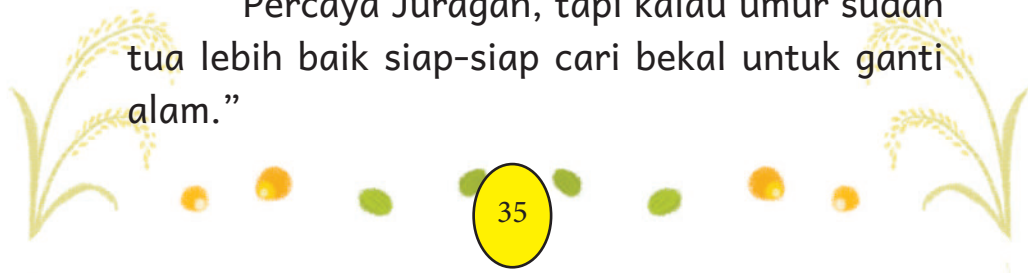 "Percaya Juragan, tapi kalau umur sudah
tua lebih baik siap-siap cari bekal untuk ganti
alam."
35